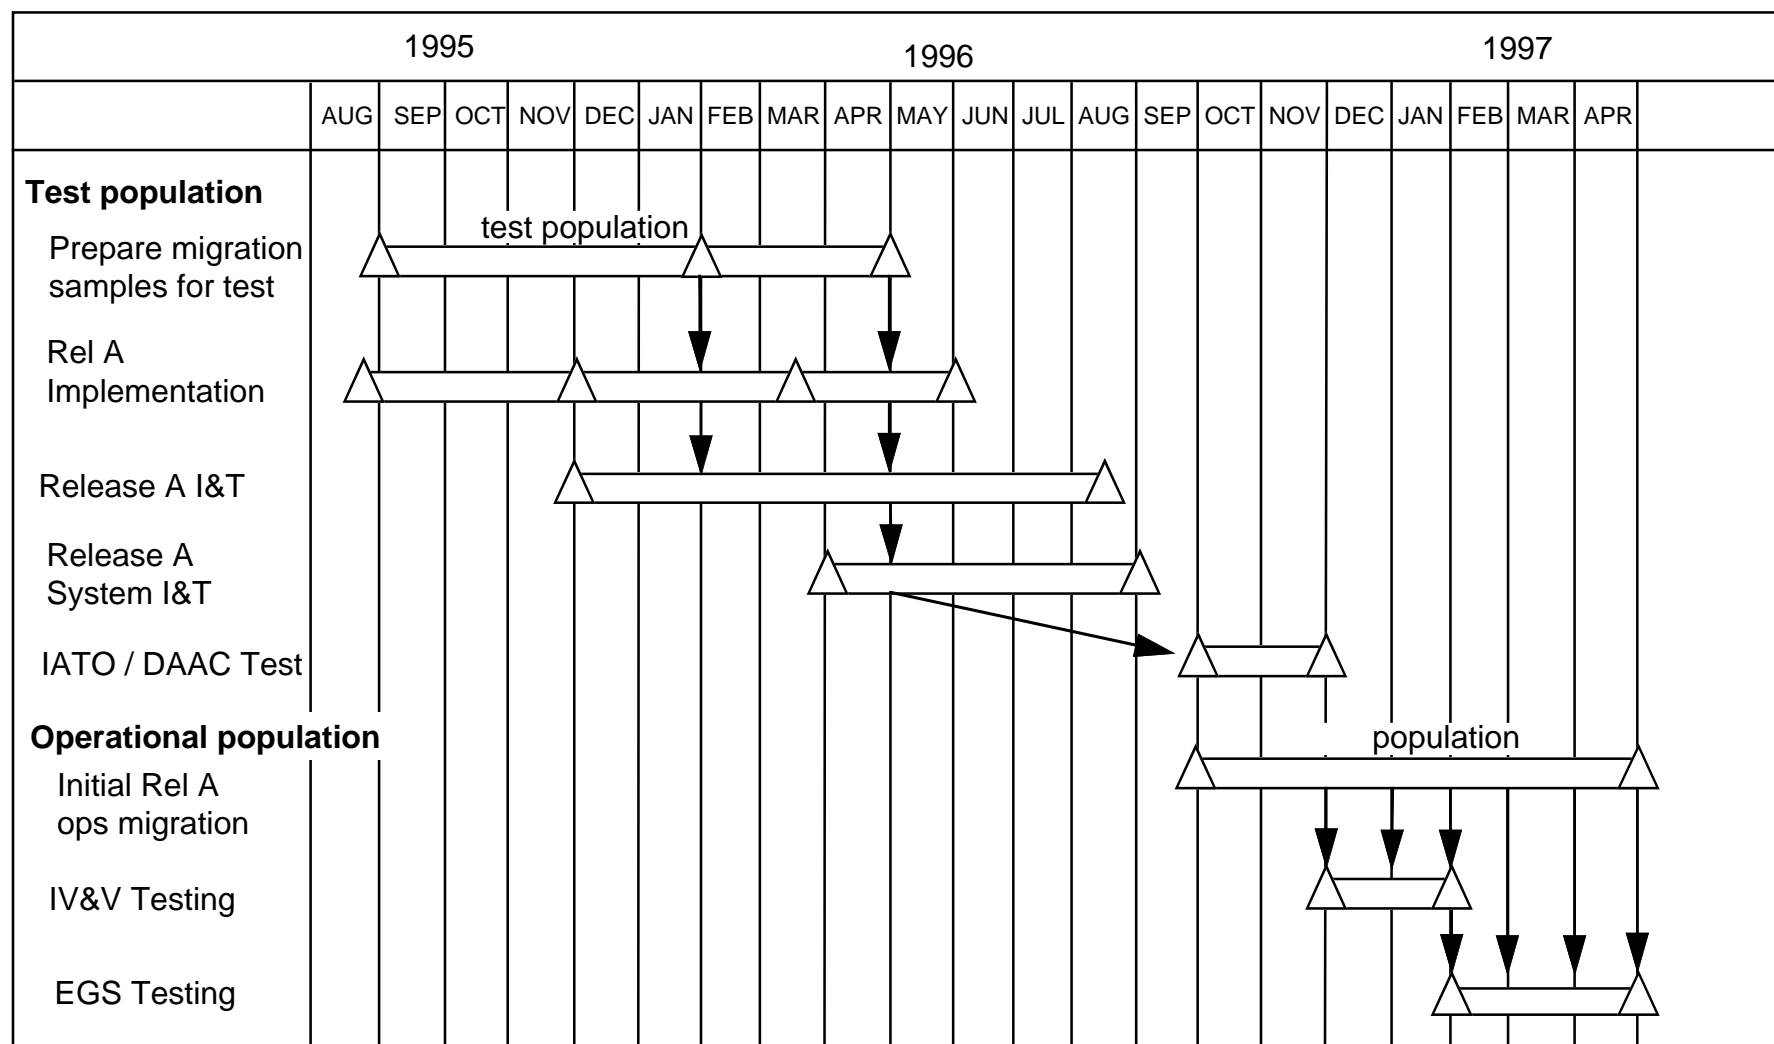 1995 1996 1997
AUG SEP OCT NOV DEC JAN FEB MAR APR MAY JUN JUL AUG SEP OCT NOV DEC JAN FEB MAR APR
Test population
test population
Prepare migration
samples for test
Rel A
Implementation
Release A I&T
Release A
System I&T
IATO / DAAC Test
Operational population
population
Initial Rel A
ops migration
IV&V Testing
EGS Testing